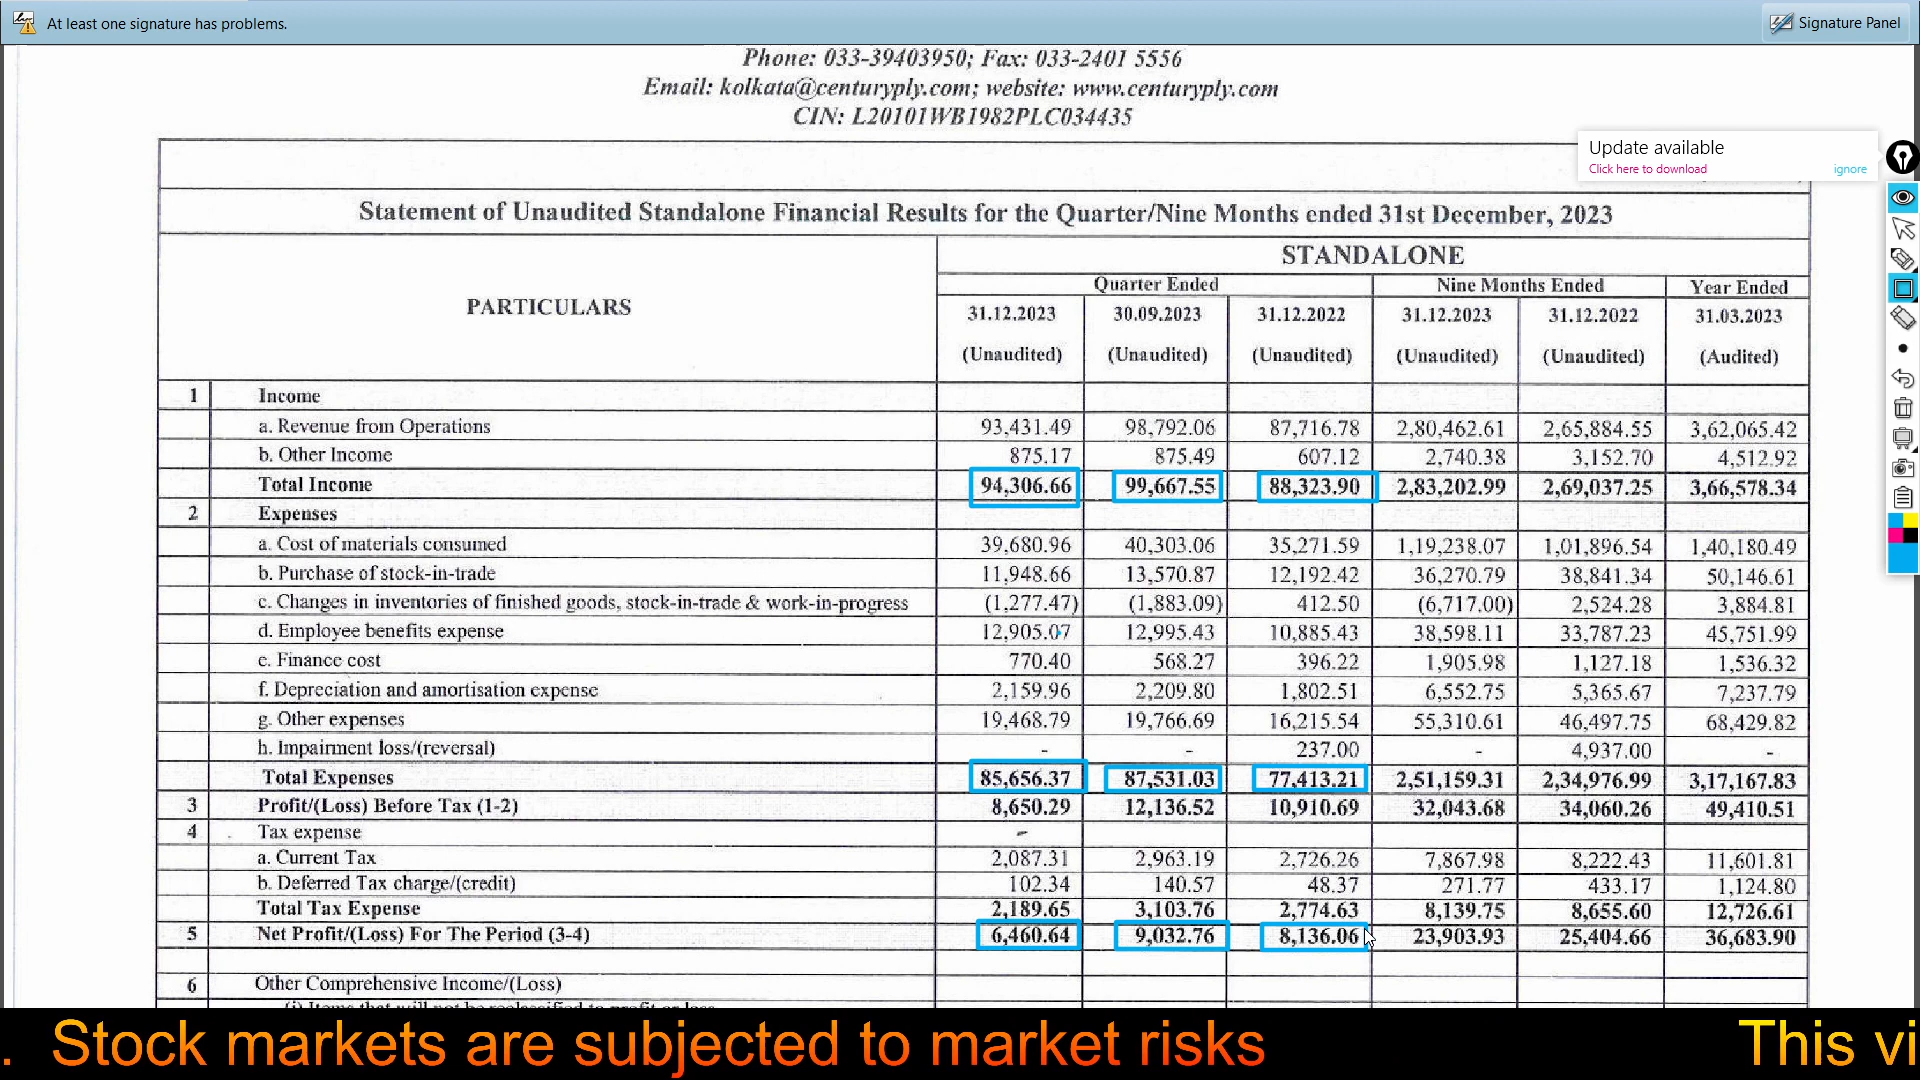 At least one signature has problems.
Signature Panel
Phone: 033-39403950; Fax: 033-2401 5556
Email: kolkata@centuryply.com; website: www.centuryply.com
CIN: L20101WB1982PLC034435
Update available
Click here to download ignore
Statement of Unaudited Standalone Financial Results for the Quarter/Nine Months ended 31st December, 2023
STANDALONE
PARTICULARS
Quarter Ended Nine Months Ended Year Ended
31.12.2023 30.09.2023 31.12.2022 31.12.2023 31.12.2022 31.03.2023
(Unaudited) (Unaudited) (Unaudited) (Unaudited) (Unaudited) (Audited)
1 Income
a. Revenue from Operations 93,431.49 98,792.06 87,716.78 2,80,462.61 2,65,884.55 3,62,065.42
b. Other Income 875.17 875.49 607.12 2,740.38 3,152.70 4,512.92
Total Income 94,306.66 99,667.55 88,323.90 2,83,202.99 2,69,037.25 3,66,578.34
2 Expenses
a. Cost of materials consumed 39,680.96 40,303.06 35,271.59 1,19,238.07 1,01,896.54 1,40,180.49
b. Purchase of stock-in-trade 11,948.66 13,570.87 12,192.42 36,270.79 38,841.34 50,146.61
c. Changes in inventories of finished goods, stock-in-trade & work-in-progress (1,277.47) (1,883.09) 412.50 (6,717.00) 2,524.28 3,884.81
d. Employee benefits expense 12,905.07 12,995.43 10,885.43 38,598.11 33,787.23 45,751.99
e. Finance cost 770.40 568.27 396.22 1,905.98 1,127.18 1,536.32
f. Depreciation and amortisation expense 2,159.96 2,209.80 1,802.51 6,552.75 5,365.67 7,237.79
g. Other expenses 19,468.79 19,766.69 16,215.54 55,310.61 46,497.75 68,429.82
h. Impairment loss/(reversal) - - 237.00 - 4,937.00 -
Total Expenses 85,656.37 87,531.03 77,413.21 2,51,159.31 2,34,976.99 3,17,167.83
3 Profit/(Loss) Before Tax (1-2) 8,650.29 12,136.52 10,910.69 32,043.68 34,060.26 49,410.51
4 Tax expense
a. Current Tax 2,087.31 2,963.19 2,726.26 7,867.98 8,222.43 11,601.81
b. Deferred Tax charge/(credit) 102.34 140.57 48.37 271.77 433.17 1,124.80
Total Tax Expense 2,189.65 3,103.76 2,774.63 8,139.75 8,655.60 12,726.61
5 Net Profit/(Loss) For The Period (3-4) 6,460.64 9,032.76 8,136.06 23,903.93 25,404.66 36,683.90
6 Other Comprehensive Income/(Loss)
. Stock markets are subjected to market risks This vi